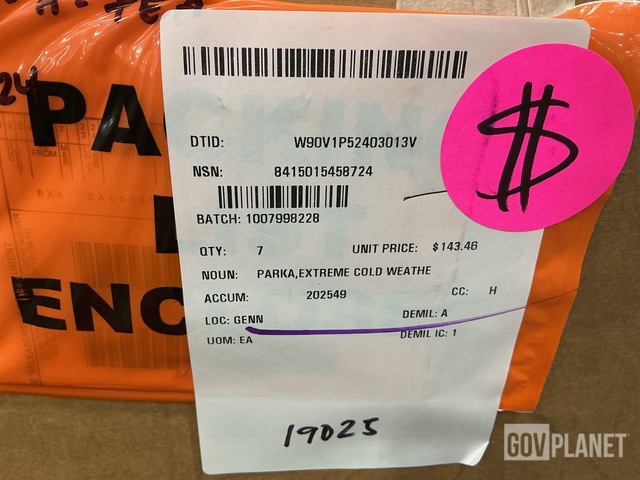 24
PA
DTID: W90V1P52403013V
NSN: 8415015458724
$
BATCH: 1007998228
QTY: 7 UNIT PRICE: $143.46
NOUN: PARKA,EXTREME COLD WEATHE
ENC
ACCUM: 202549 CC: H
LOC: GENN DEMIL: A
UOM: EA DEMIL IC: 1
19025
GOVPLANET